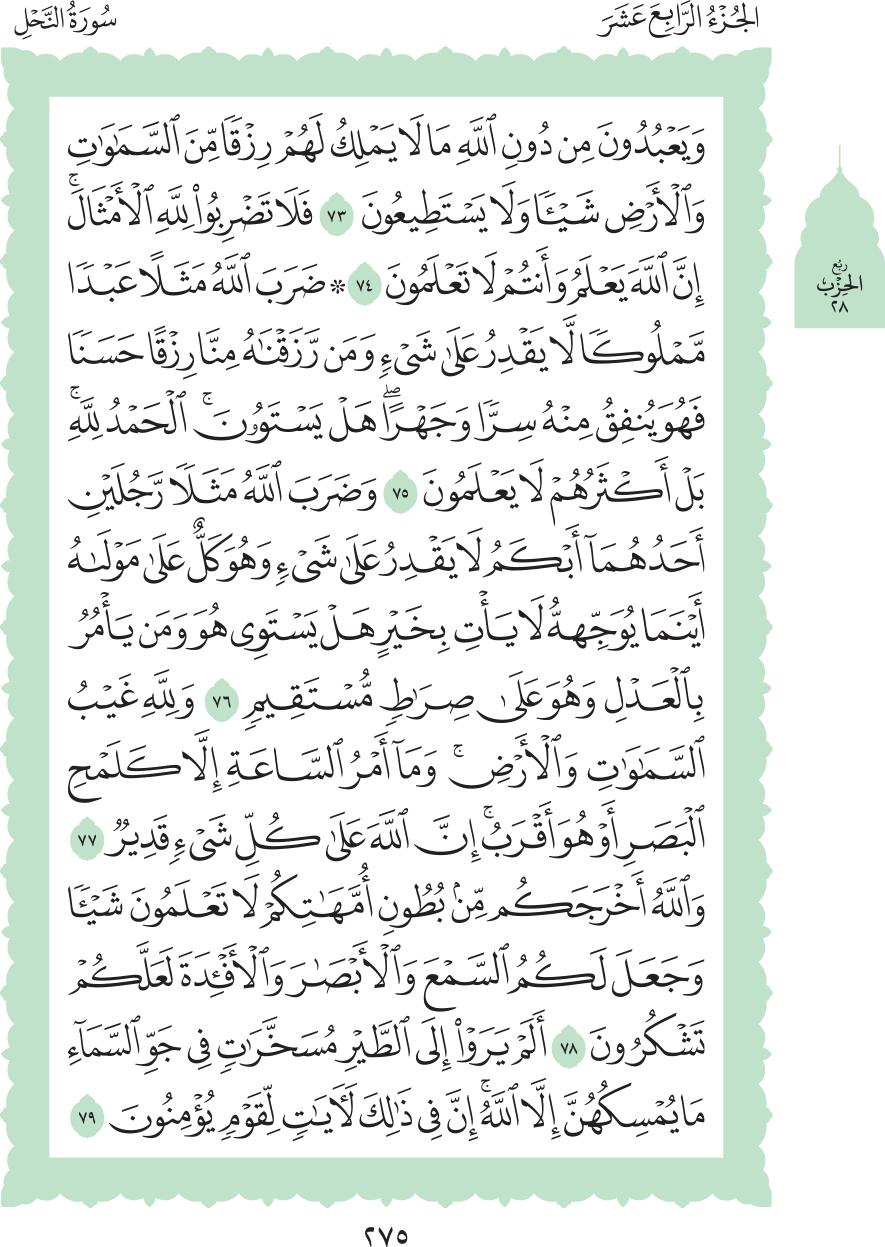 الجُزْءُ الرَّابِعَ عَشَرَ
سُورَةُ النَّحْلِ
وَيَعۡبُدُونَ مِن دُونِ ٱللَّهِ مَا لَا يَمۡلِكُ لَهُمۡ رِزۡقٗا مِّنَ ٱلسَّمَٰوَٰتِ
وَٱلۡأَرۡضِ شَيۡـٔٗا وَلَا يَسۡتَطِيعُونَ ٧٣ فَلَا تَضۡرِبُواْ لِلَّهِ ٱلۡأَمۡثَالَۚ
إِنَّ ٱللَّهَ يَعۡلَمُ وَأَنتُمۡ لَا تَعۡلَمُونَ ٧٤ * ضَرَبَ ٱللَّهُ مَثَلًا عَبۡدٗا
مَّمۡلُوكٗا لَّا يَقۡدِرُ عَلَىٰ شَيۡءٖ وَمَن رَّزَقۡنَٰهُ مِنَّا رِزۡقًا حَسَنٗا
فَهُوَ يُنفِقُ مِنۡهُ سِرّٗا وَجَهۡرًاۖ هَلۡ يَسۡتَوُۥنَۚ ٱلۡحَمۡدُ لِلَّهِۚ
بَلۡ أَكۡثَرُهُمۡ لَا يَعۡلَمُونَ ٧٥ وَضَرَبَ ٱللَّهُ مَثَلٗا رَّجُلَيۡنِ
أَحَدُهُمَآ أَبۡكَمُ لَا يَقۡدِرُ عَلَىٰ شَيۡءٖ وَهُوَ كَلٌّ عَلَىٰ مَوۡلَىٰهُ
أَيۡنَمَا يُوَجِّههُّ لَا يَأۡتِ بِخَيۡرٍ هَلۡ يَسۡتَوِي هُوَ وَمَن يَأۡمُرُ
بِٱلۡعَدۡلِ وَهُوَ عَلَىٰ صِرَٰطٖ مُّسۡتَقِيمٖ ٧٦ وَلِلَّهِ غَيۡبُ
ٱلسَّمَٰوَٰتِ وَٱلۡأَرۡضِۚ وَمَآ أَمۡرُ ٱلسَّاعَةِ إِلَّا كَلَمۡحِ
ٱلۡبَصَرِ أَوۡ هُوَ أَقۡرَبُۚ إِنَّ ٱللَّهَ عَلَىٰ كُلِّ شَيۡءٖ قَدِيرٞ ٧٧
وَٱللَّهُ أَخۡرَجَكُم مِّنۢ بُطُونِ أُمَّهَٰتِكُمۡ لَا تَعۡلَمُونَ شَيۡـٔٗا
وَجَعَلَ لَكُمُ ٱلسَّمۡعَ وَٱلۡأَبۡصَٰرَ وَٱلۡأَفۡـِٔدَةَ لَعَلَّكُمۡ
تَشۡكُرُونَ ٧٨ أَلَمۡ يَرَوۡاْ إِلَى ٱلطَّيۡرِ مُسَخَّرَٰتٖ فِي جَوِّ ٱلسَّمَآءِ
مَا يُمۡسِكُهُنَّ إِلَّا ٱللَّهُۚ إِنَّ فِي ذَٰلِكَ لَأٓيَٰتٖ لِّقَوۡمٖ يُؤۡمِنُونَ ٧٩
ربع
الحِزْب
٢٨
٢٧٥